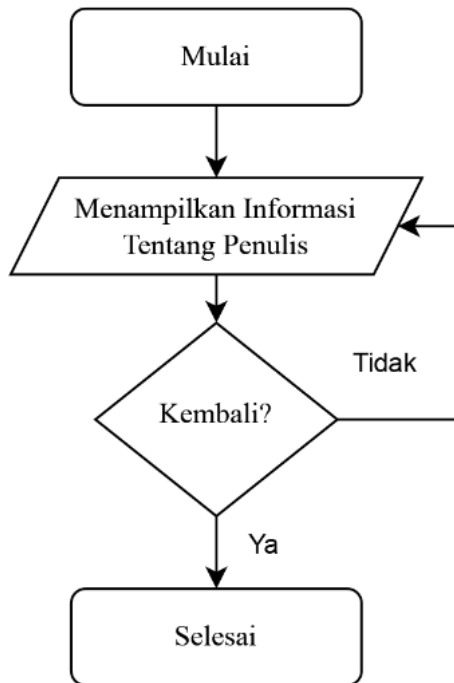 Mulai
Menampilkan Informasi
Tentang Penulis
Tidak
Kembali?
Ya
Selesai